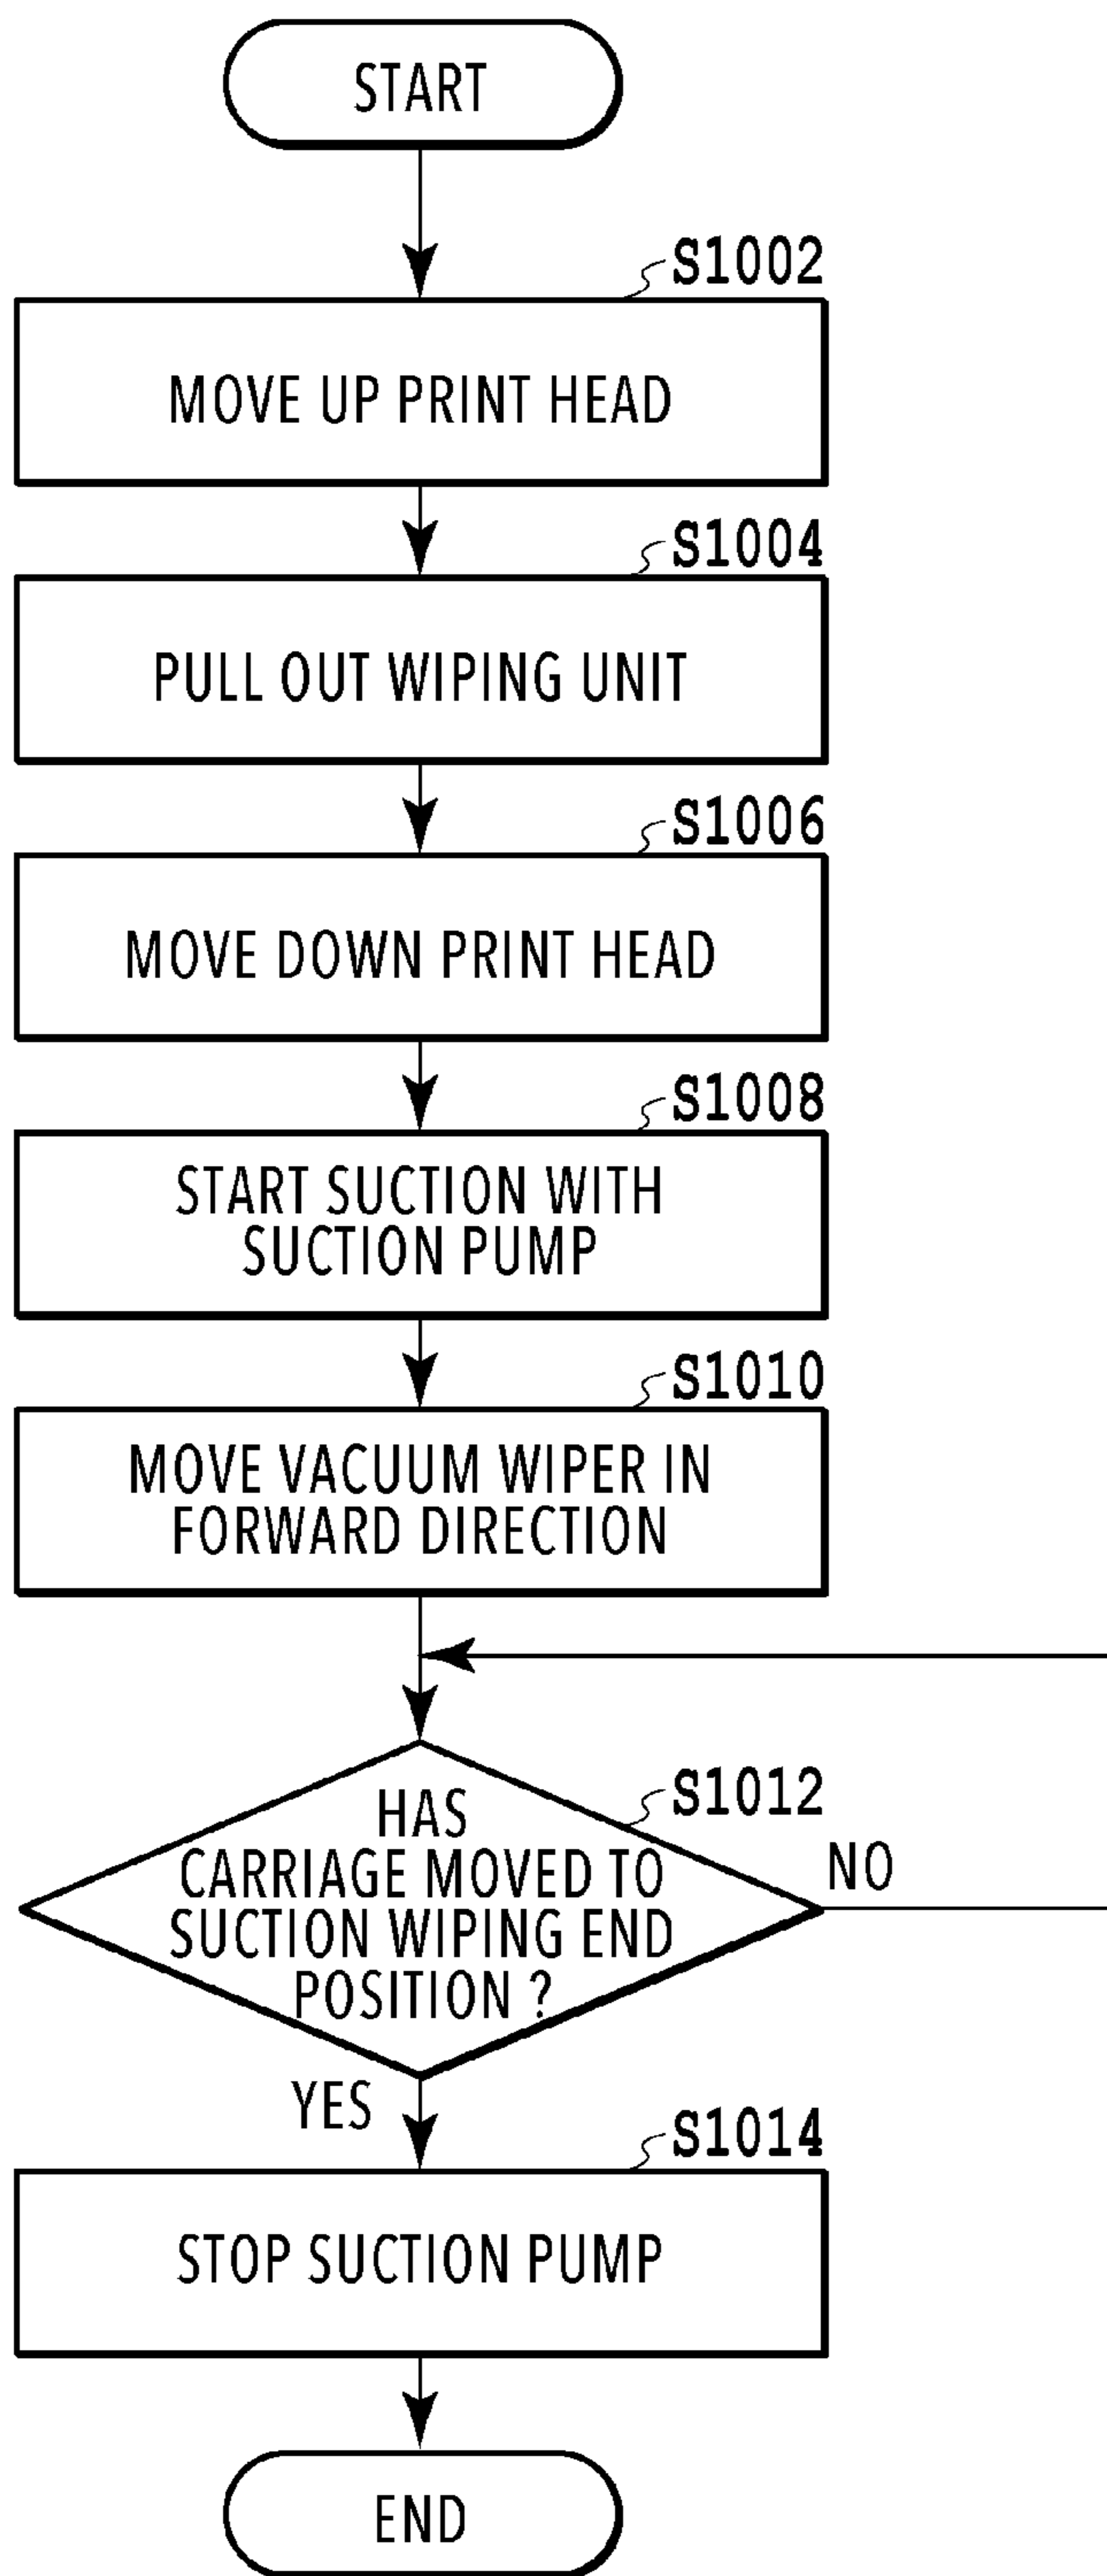 START
S1002
MOVE UP PRINT HEAD
S1004
PULL OUT WIPING UNIT
S1006
MOVE DOWN PRINT HEAD
S1008
START SUCTION WITH
SUCTION PUMP
S1010
MOVE VACUUM WIPER IN
FORWARD DIRECTION
S1012
HAS
CARRIAGE MOVED TO
SUCTION WIPING END
POSITION ?
NO
YES
S1014
STOP SUCTION PUMP
END